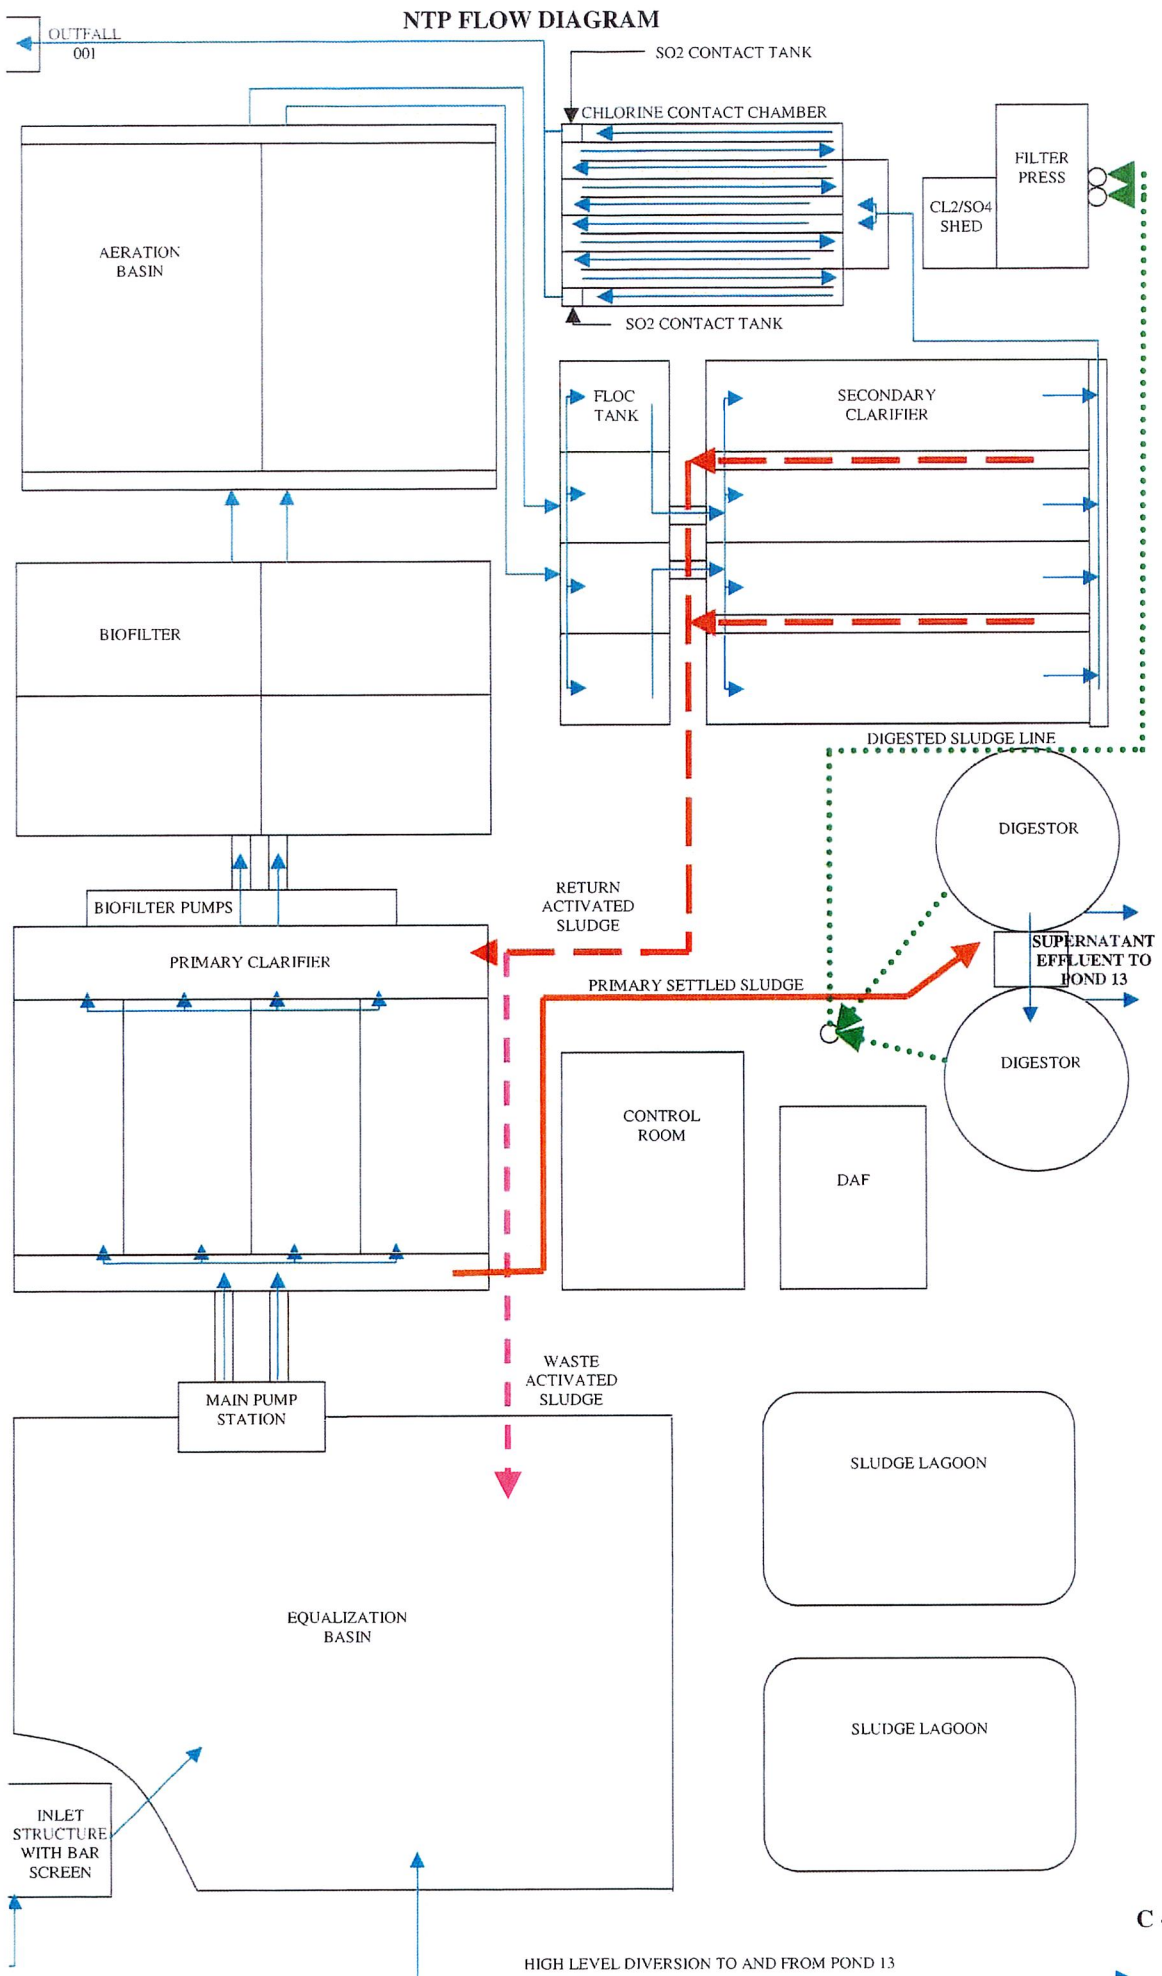 NTP FLOW DIAGRAM
OUTFALL
001
SO2 CONTACT TANK
CHLORINE CONTACT CHAMBER
FILTER
PRESS
CL2/SO4
SHED
AERATION
BASIN
SO2 CONTACT TANK
FLOC
TANK
SECONDARY
CLARIFIER
BIOFILTER
DIGESTED SLUDGE LINE
DIGESTOR
RETURN
ACTIVATED
SLUDGE
BIOFILTER PUMPS
PRIMARY CLARIFIER
SUPERNATANT
EFFLUENT TO
POND 13
PRIMARY SETTLED SLUDGE
DIGESTOR
CONTROL
ROOM
DAF
WASTE
ACTIVATED
SLUDGE
MAIN PUMP
STATION
SLUDGE LAGOON
EQUALIZATION
BASIN
SLUDGE LAGOON
INLET
STRUCTURE
WITH BAR
SCREEN
C
HIGH LEVEL DIVERSION TO AND FROM POND 13